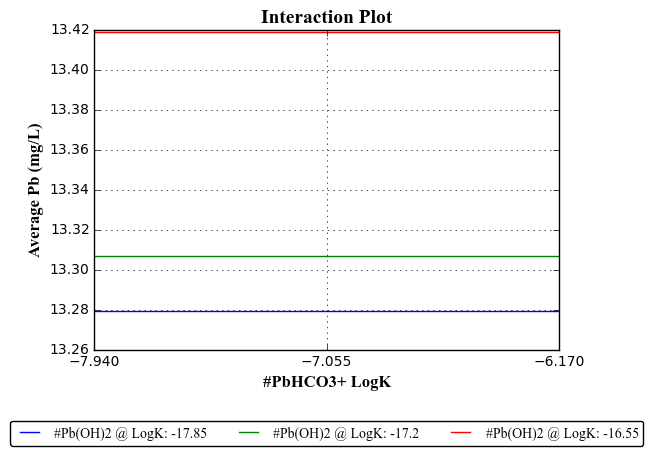 Interaction Plot
13.42
13.40
13.38
13.36
13.34
13.32
13.30
13.28
13.26
Average Pb (mg/L)
−7.940 −7.055 −6.170
#PbHCO3+ LogK
#Pb(OH)2 @ LogK: -17.85 #Pb(OH)2 @ LogK: -17.2 #Pb(OH)2 @ LogK: -16.55